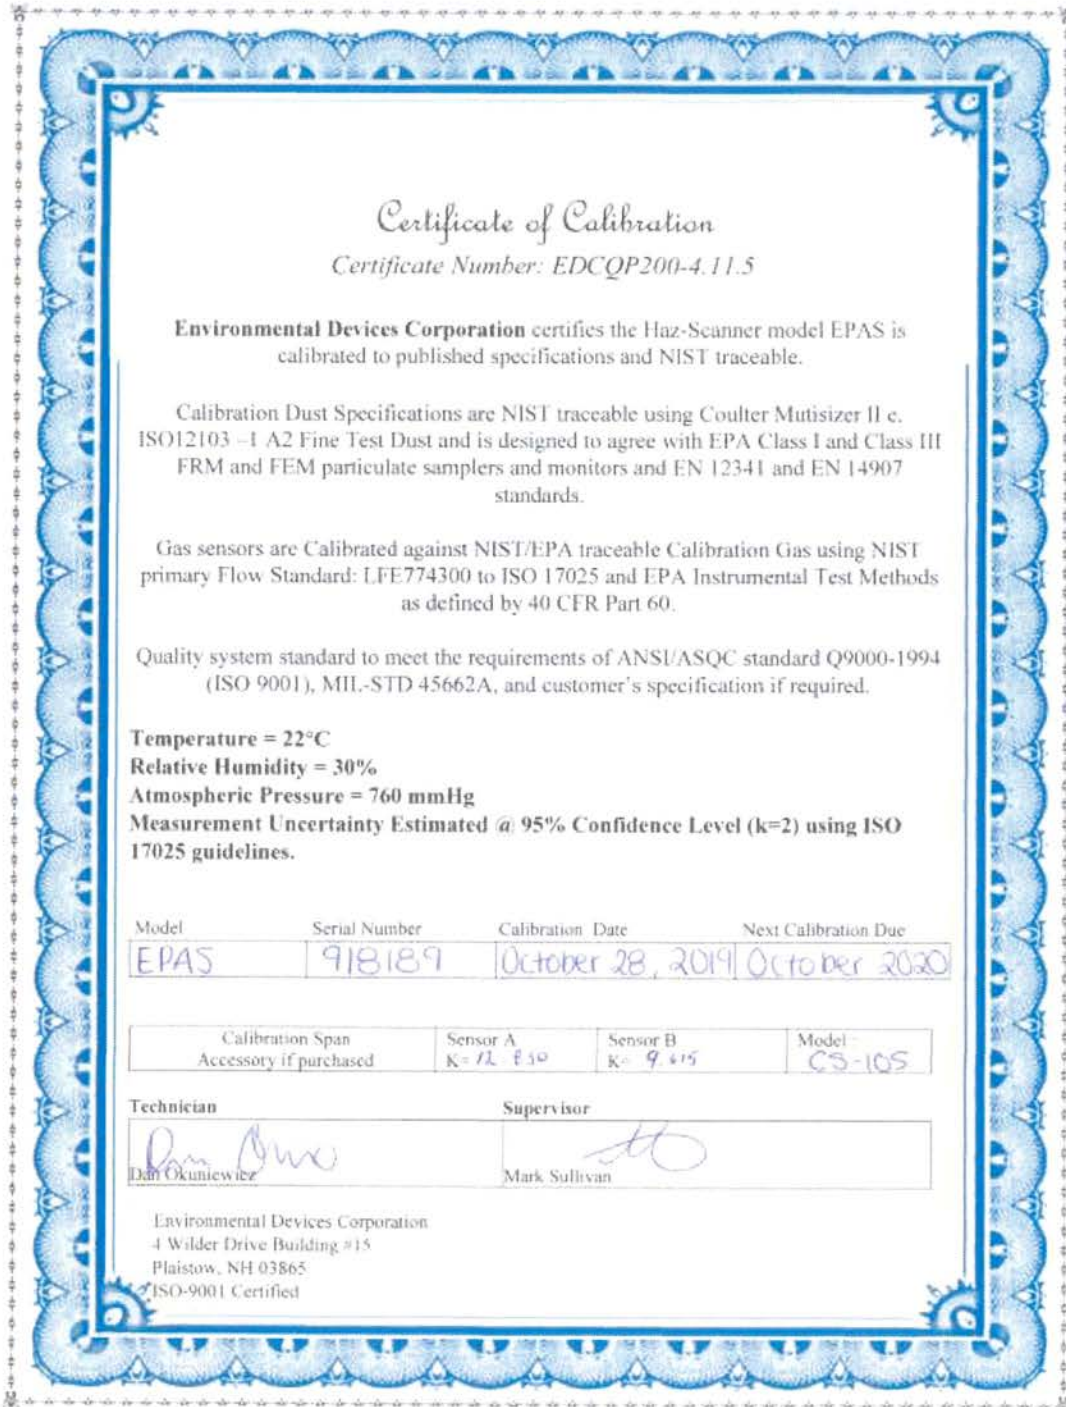 Certificate of Calibration
Certificate Number: EDCQP200-4.11.5
Environmental Devices Corporation certifies the Haz-Scanner model EPAS is
calibrated to published specifications and NIST traceable.
Calibration Dust Specifications are NIST traceable using Coulter Mutisizer II e.
ISO12103 –1 A2 Fine Test Dust and is designed to agree with EPA Class I and Class III
FRM and FEM particulate samplers and monitors and EN 12341 and EN 14907
standards.
Gas sensors are Calibrated against NIST/EPA traceable Calibration Gas using NIST
primary Flow Standard: LFE774300 to ISO 17025 and EPA Instrumental Test Methods
as defined by 40 CFR Part 60.
Quality system standard to meet the requirements of ANSI/ASQC standard Q9000-1994
(ISO 9001), MIL-STD 45662A, and customer's specification if required.
Temperature = 22°C
Relative Humidity = 30%
Atmospheric Pressure = 760 mmHg
Measurement Uncertainty Estimated @ 95% Confidence Level (k=2) using ISO
17025 guidelines.
Model Serial Number Calibration Date Next Calibration Due
EPAS 918189 October 28, 2019 October 2020
Calibration Span Sensor A Sensor B Model
Accessory if purchased K= K= 9.615 CS-105
Technician Supervisor
Dan Okuniewicz Mark Sullivan
Environmental Devices Corporation
4 Wilder Drive Building #15
Plaistow, NH 03865
ISO-9001 Certified